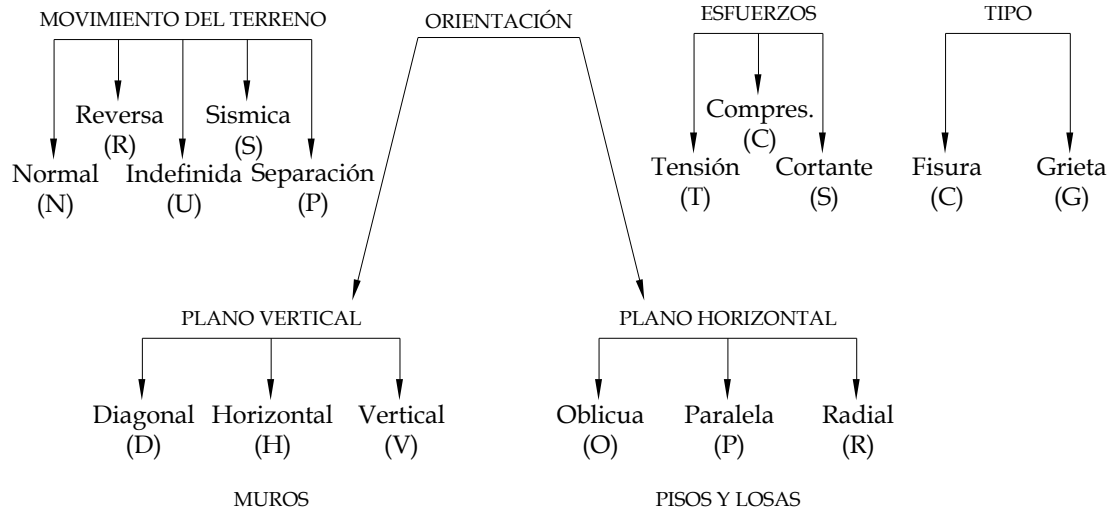 MOVIMIENTO DEL TERRENO
Reversa
(R)
Sismica
(S)
Normal
(N)
Indefinida
(U)
Separación
(P)
ORIENTACIÓN
ESFUERZOS
Compres.
(C)
Tensión
(T)
Cortante
(S)
TIPO
Fisura
(C)
Grieta
(G)
PLANO VERTICAL
Diagonal
(D)
Horizontal
(H)
Vertical
(V)
MUROS
PLANO HORIZONTAL
Oblicua
(O)
Paralela
(P)
Radial
(R)
PISOS Y LOSAS